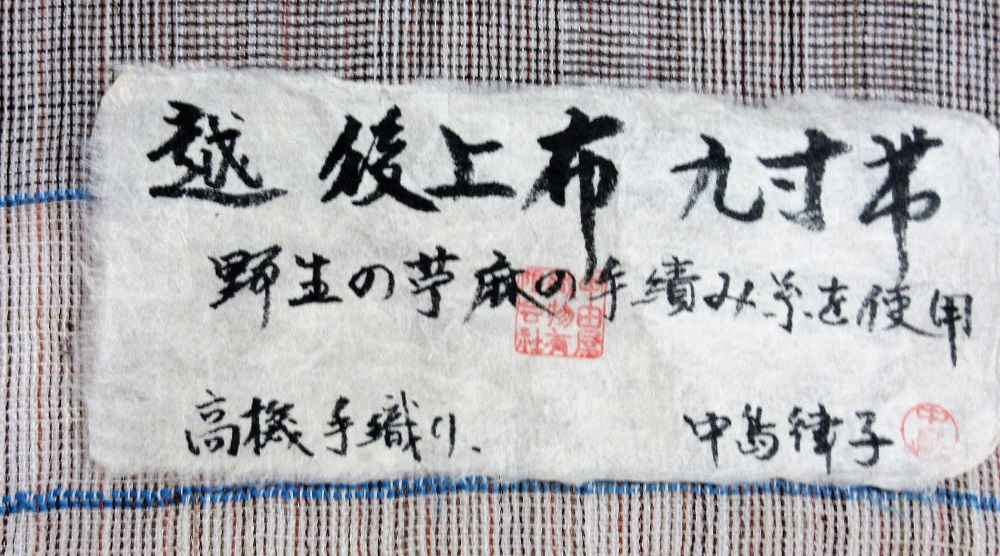 越後上布 九寸帯
野生の苧麻の手績み糸を使用
高機手織り、
中島律子